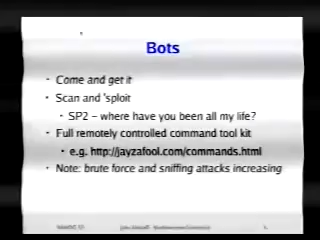 Bots
• Come and get it
• Scan and 'sploit
• SP2 – where have you been all my life?
• Full remotely controlled command tool kit
• e.g. http://jayzafool.com/commands.html
• Note: brute force and sniffing attacks increasing